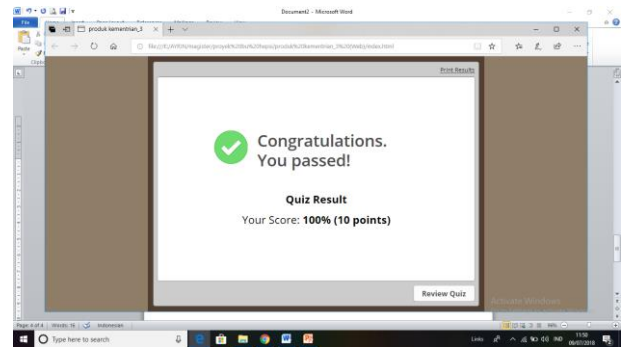 Document2 - Microsoft Word
File
Paste
produk kementrian_3
Print Results
Congratulations.
You passed!
Quiz Result
Your Score: 100% (10 points)
Review Quiz
Activate Windows
Page: 4 of 4
Words: 16
Indonesian
Type here to search
Links
IND
11:50
09/07/2018